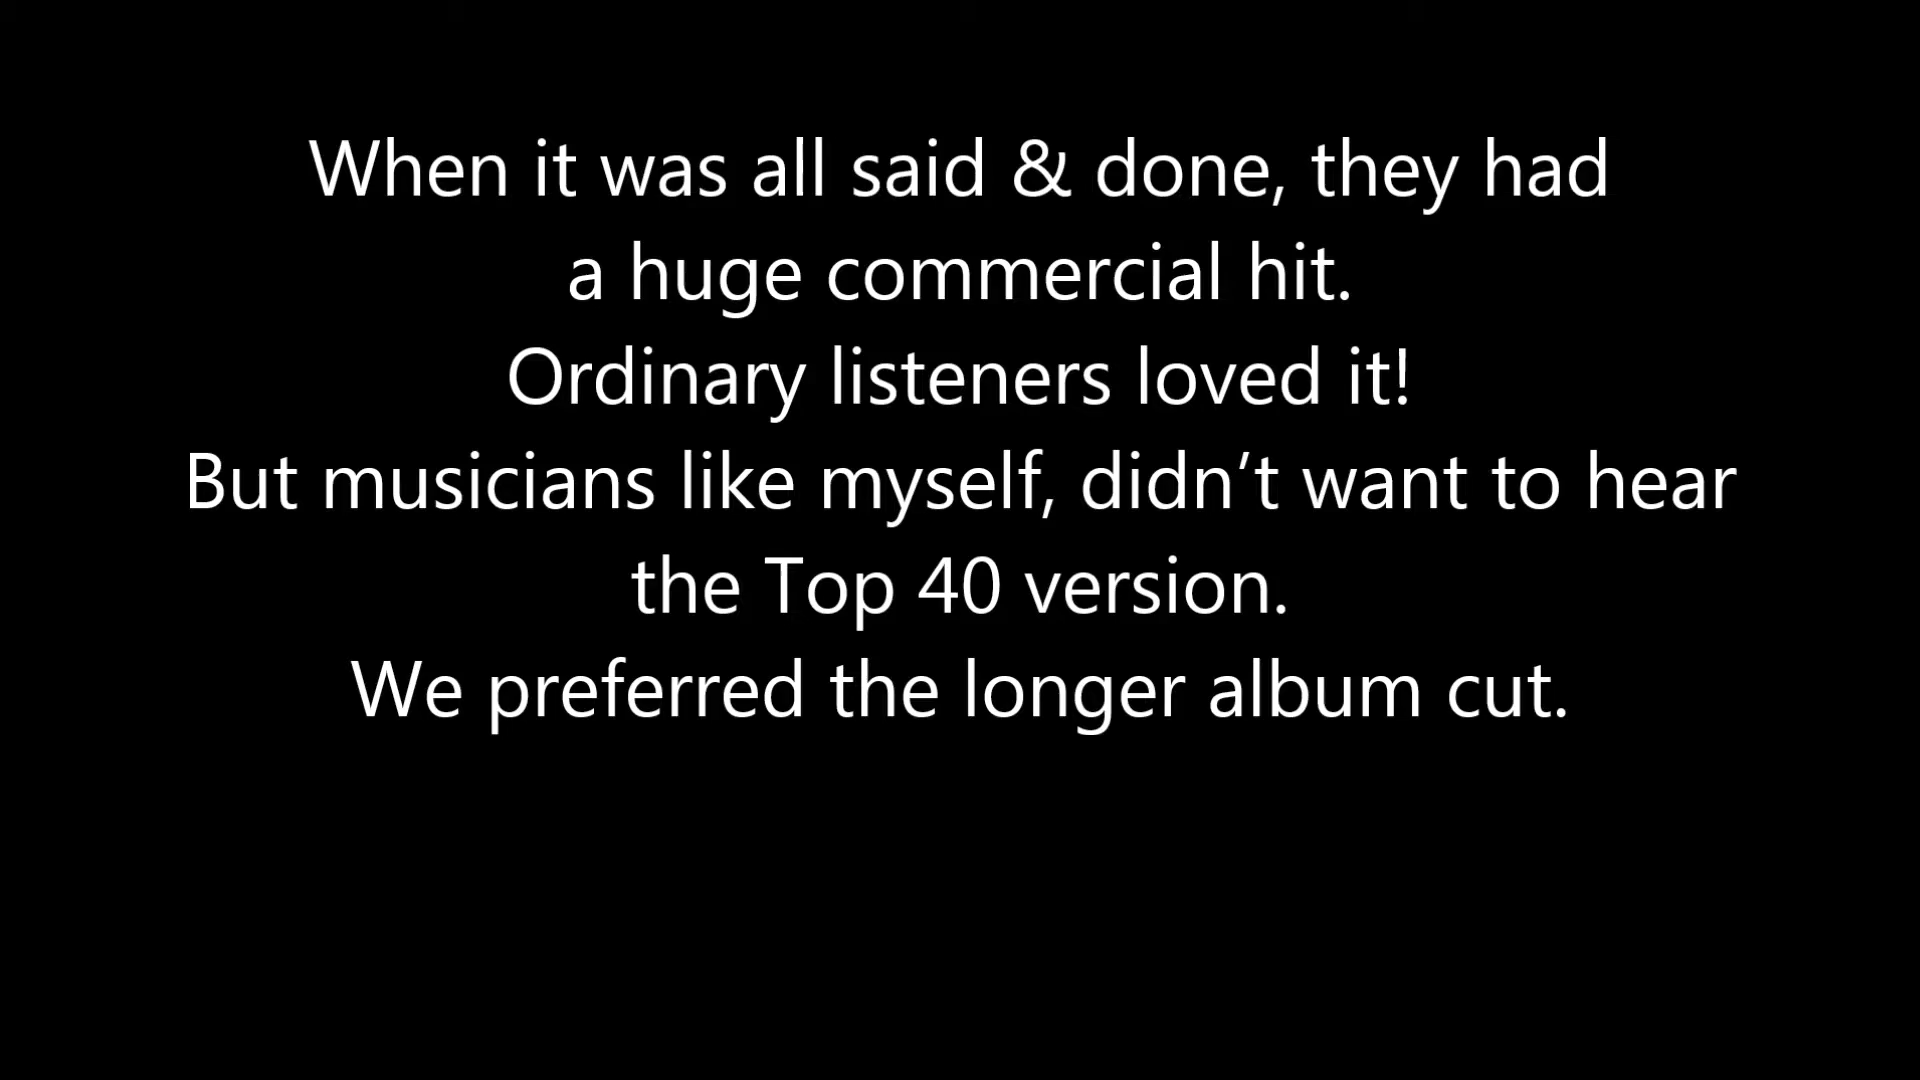 When it was all said & done, they had
a huge commercial hit.
Ordinary listeners loved it!
But musicians like myself, didn’t want to hear
the Top 40 version.
We preferred the longer album cut.